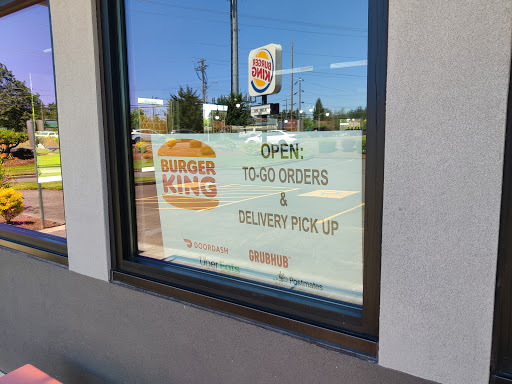 BURGER
KING
BURGER
KING
OPEN:
TO-GO ORDERS
&
DELIVERY PICK UP
DOORDASH
GRUBHUB
Uber Eats
Postmates